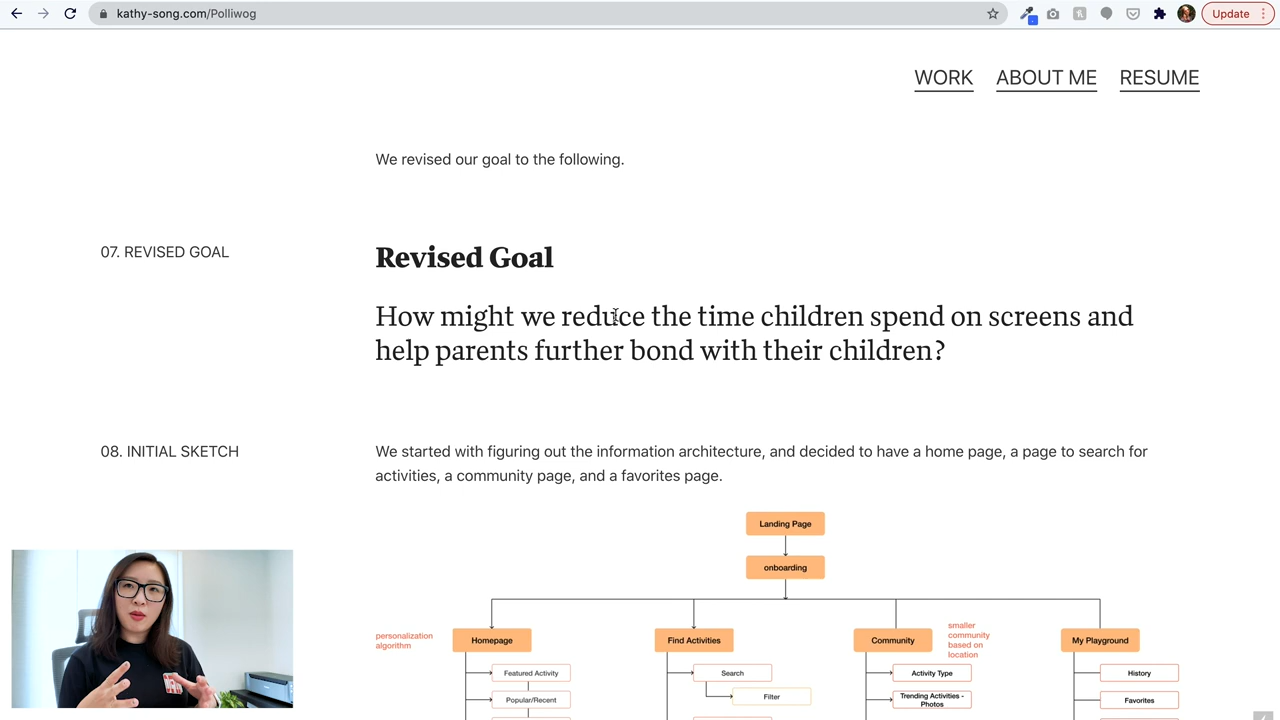 kathy-song.com/Polliwog
Update
WORK
ABOUT ME
RESUME
We revised our goal to the following.
07. REVISED GOAL
Revised Goal
How might we reduce the time children spend on screens and
help parents further bond with their children?
08. INITIAL SKETCH
We started with figuring out the information architecture, and decided to have a home page, a page to search for
activities, a community page, and a favorites page.
Landing Page
onboarding
personalization
algorithm
Homepage
Find Activities
Community
smaller
community
based on
location
My Playground
Featured Activity
Search
Activity Type
History
Popular/Recent
Filter
Trending Activities -
Photos
Favorites